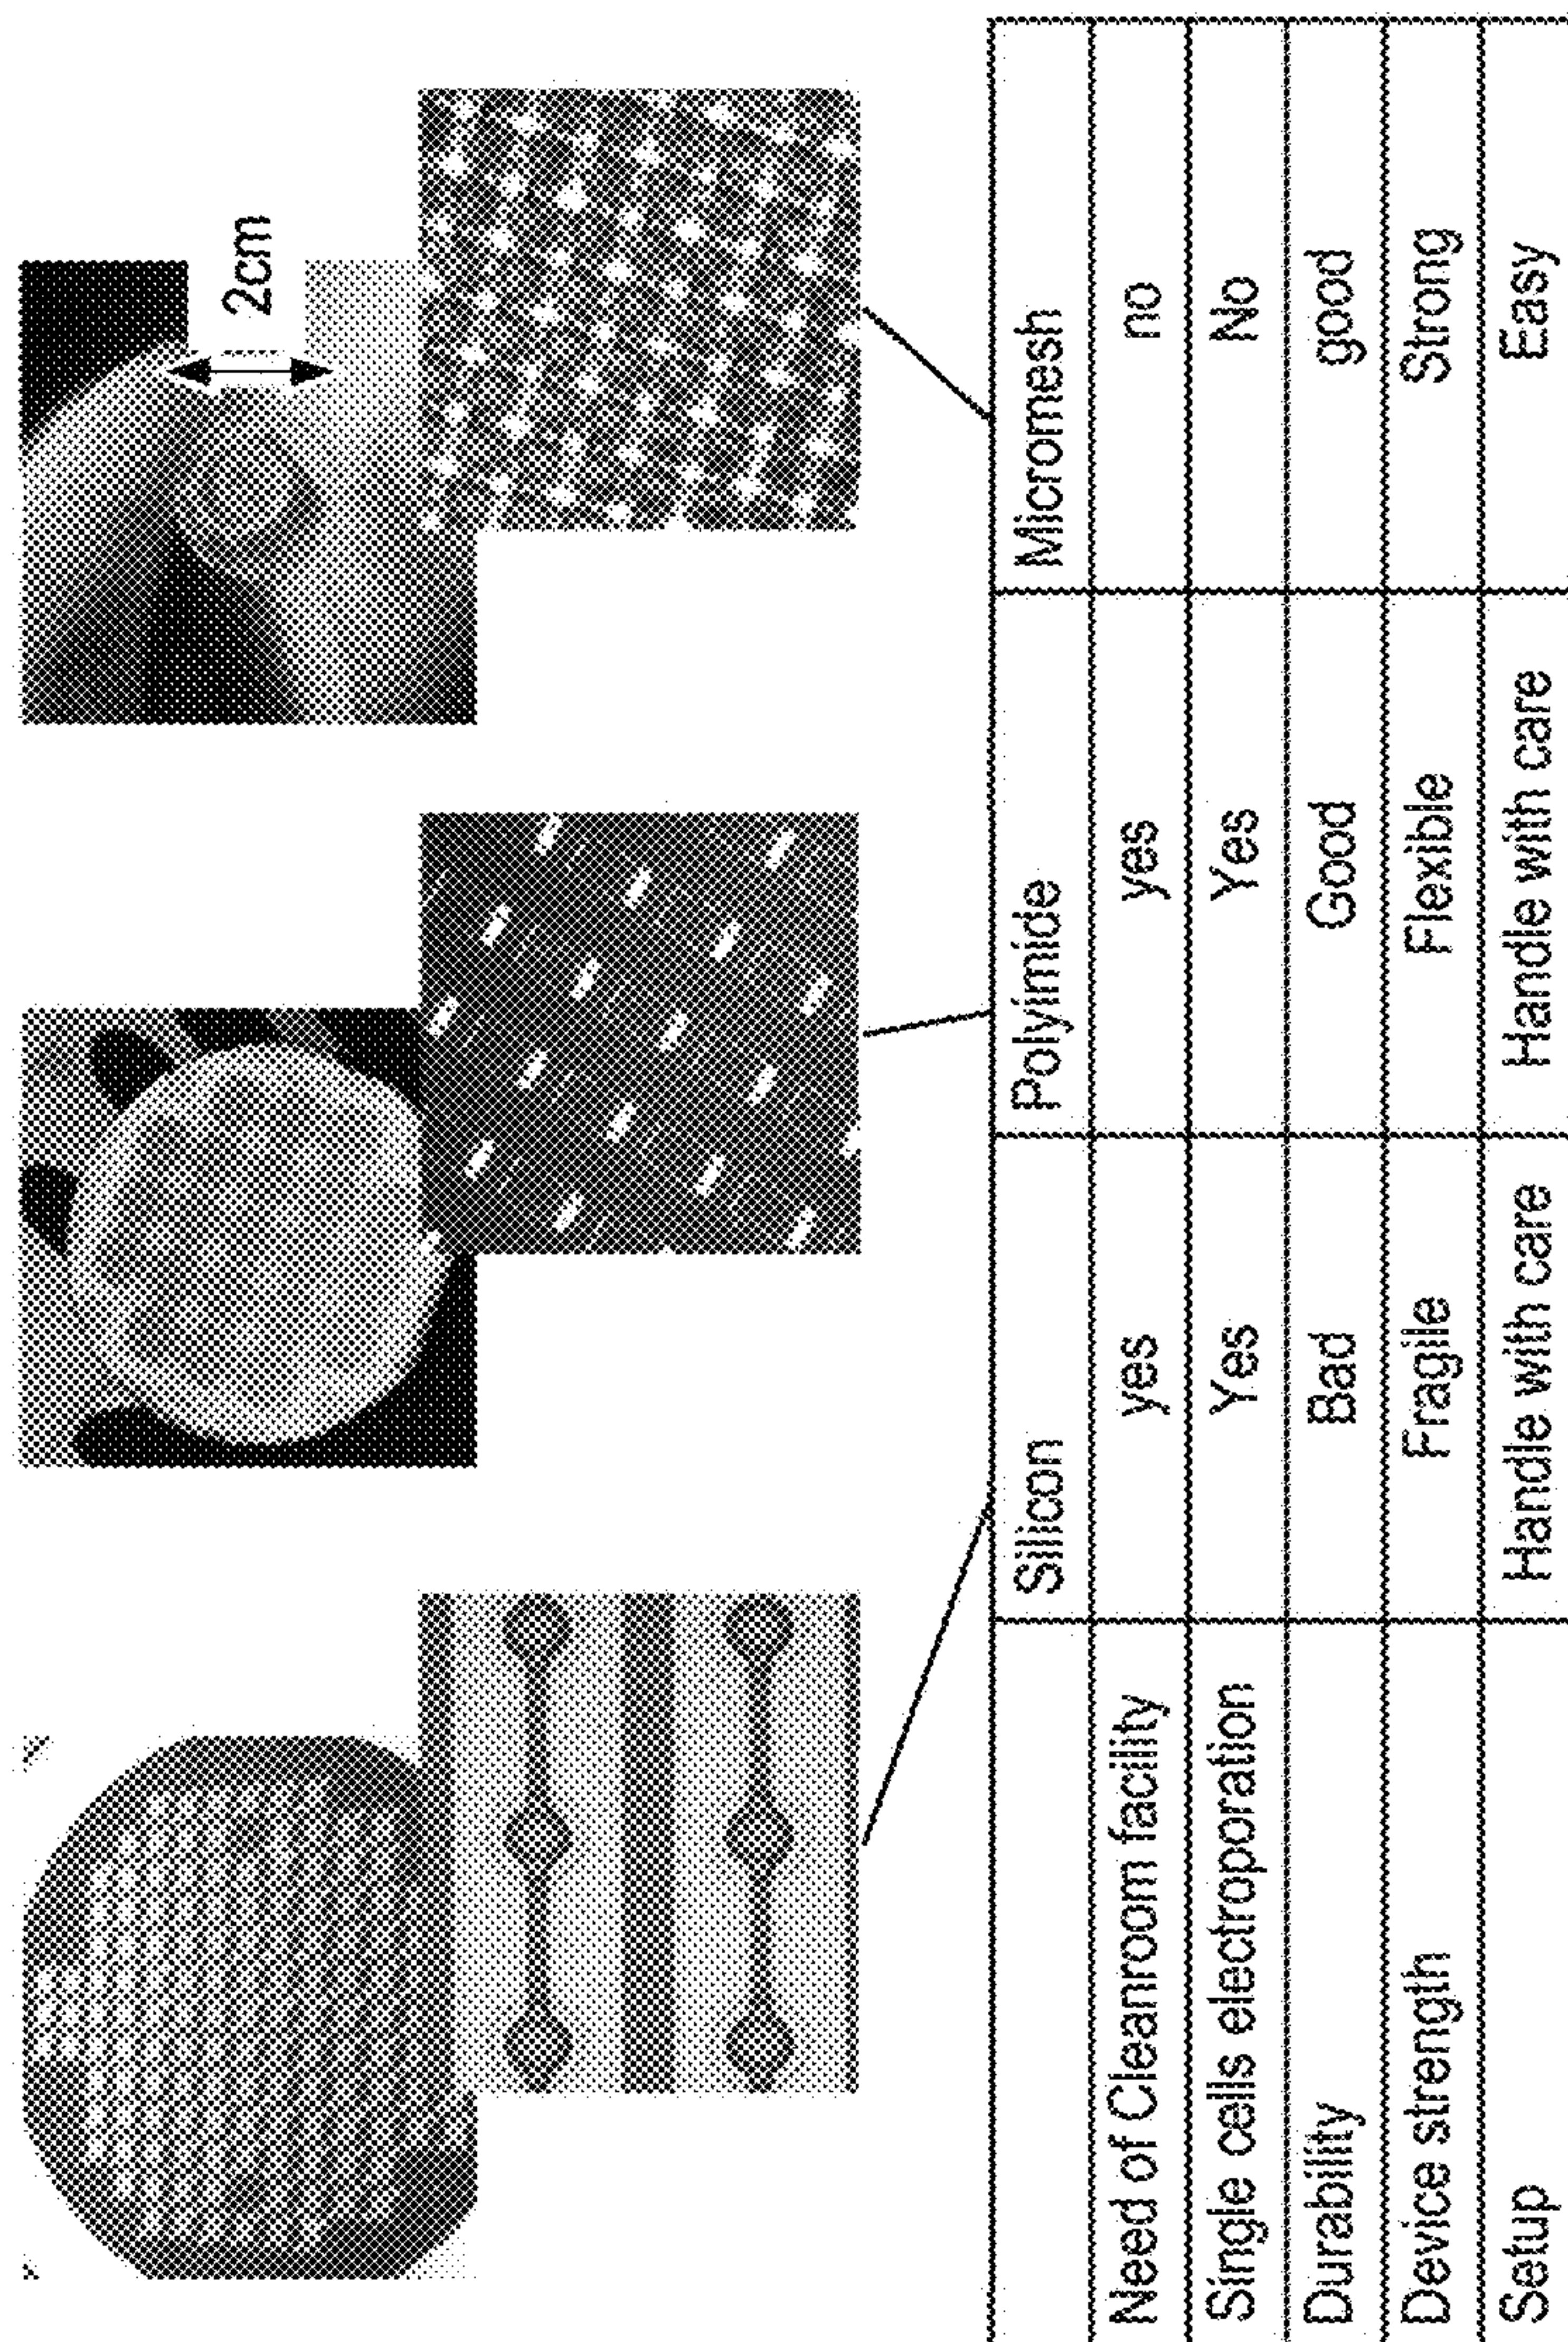 2cm
Silicon Polyimide Micromesh
Need of Cleanroom facility yes yes no
Single cells electroporation Yes Yes No
Durability Bad Good good
Device strength Fragile Flexible Strong
Setup Handle with care Handle with care Easy